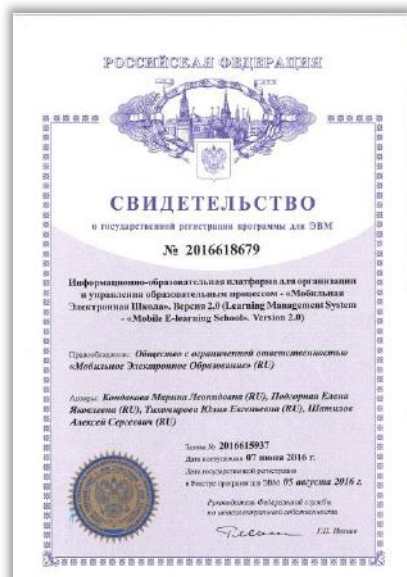 РОССИЙСКАЯ ФЕДЕРАЦИЯ
СВИДЕТЕЛЬСТВО
о государственной регистрации программы для ЭВМ
№ 2016618679
Информационно-образовательная платформа для организации
и управления образовательным процессом - «Мобильная
Электронная Школа». Версия 2.0 (Learning Management System
- «Mobile E-learning School». Version 2.0)
Правообладатель: Общество с ограниченной ответственностью
«Мобильное Электронное Образование» (RU)
Авторы: Кондакова Марина Леонидовна (RU), Подгорная Елена
Яковлевна (RU), Тихомирова Юлия Евгеньевна (RU), Шатилов
Алексей Сергеевич (RU)
Заявка № 2016615937
Дата поступления 07 июня 2016 г.
Дата государственной регистрации
в Реестре программ для ЭВМ 05 августа 2016 г.
Руководитель Федеральной службы
по интеллектуальной собственности
Г.П. Ивлиев